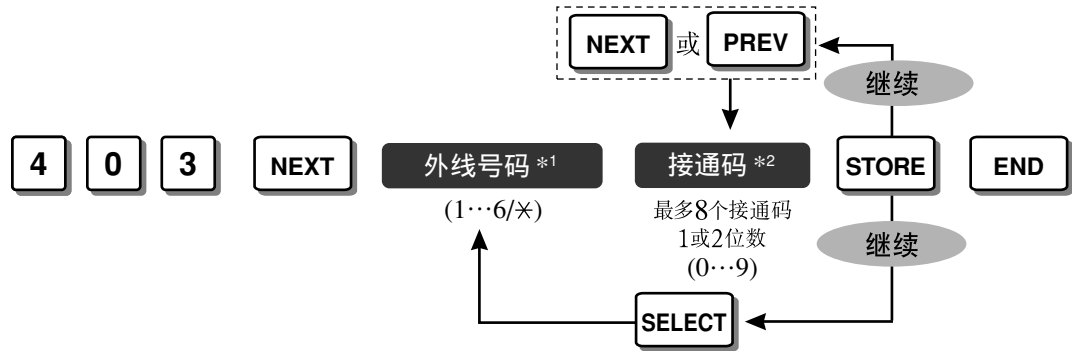 NEXT 或 PREV
继续
4 0 3 NEXT 外线号码 *1 接通码 *2 STORE END
(1…6/✳)
最多8个接通码
1或2位数
(0…9)
继续
SELECT